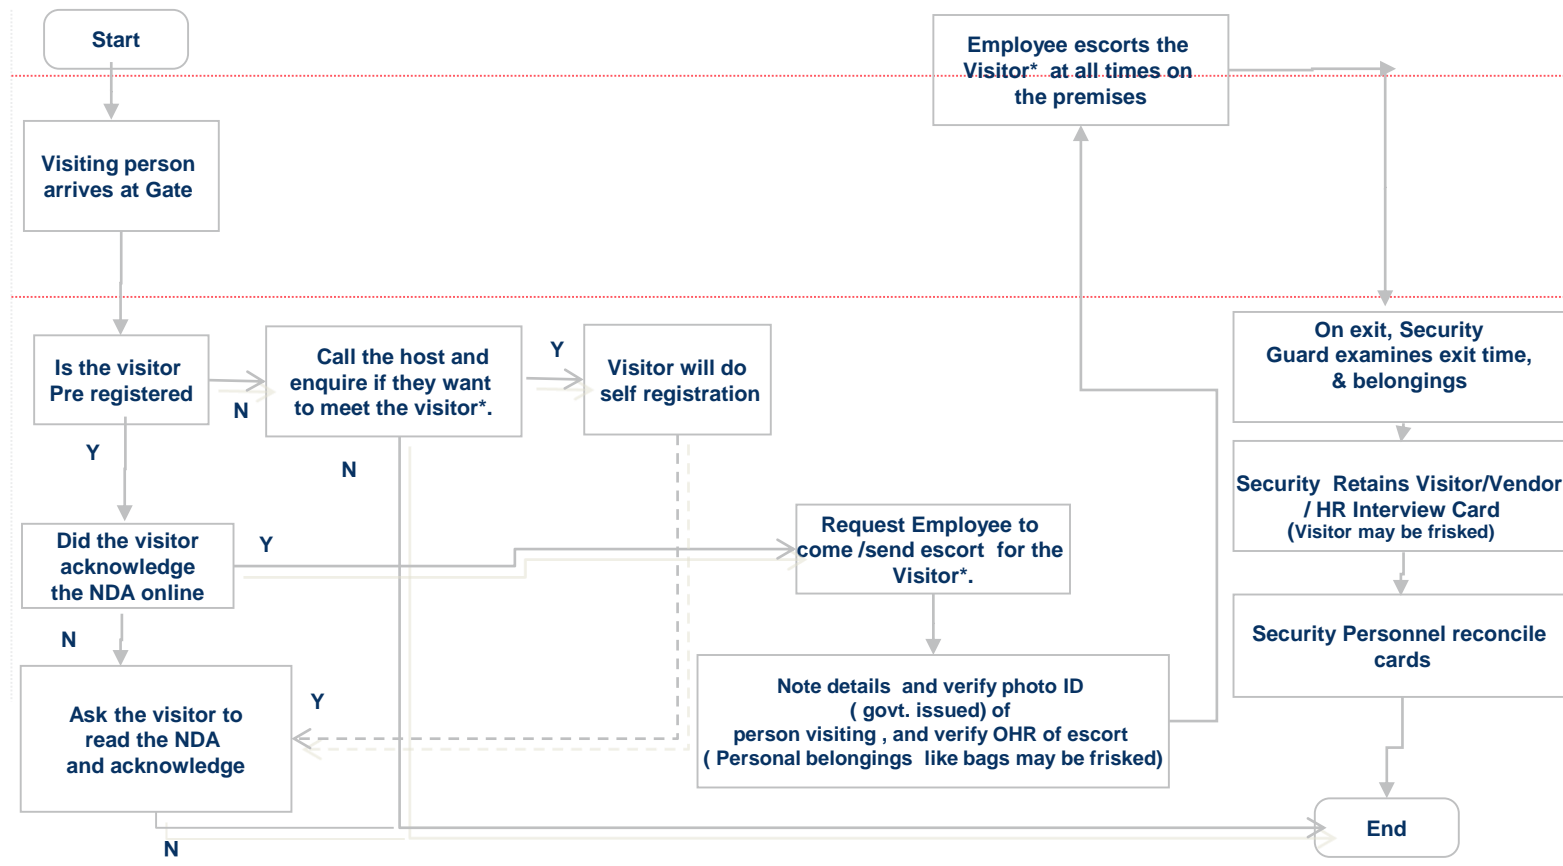 Start
Visiting person
arrives at Gate
Is the visitor
Pre registered
N
Y
Call the host and
enquire if they want
to meet the visitor*.
Y
N
Visitor will do
self registration
Did the visitor
acknowledge
the NDA online
Y
N
Ask the visitor to
read the NDA
and acknowledge
Y
N
Request Employee to
come /send escort for the
Visitor*.
Note details and verify photo ID
( govt. issued) of
person visiting , and verify OHR of escort
( Personal belongings like bags may be frisked)
Employee escorts the
Visitor* at all times on
the premises
On exit, Security
Guard examines exit time,
& belongings
Security Retains Visitor/Vendor
/ HR Interview Card
(Visitor may be frisked)
Security Personnel reconcile
cards
End